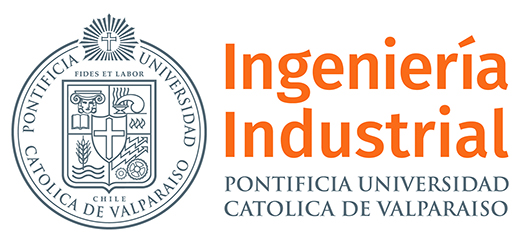 PONTIFICIA UNIVERSIDAD
CATOLICA DE VALPARAISO
FIDES ET LABOR
CHILE
Ingeniería
Industrial
PONTIFICIA UNIVERSIDAD
CATOLICA DE VALPARAISO